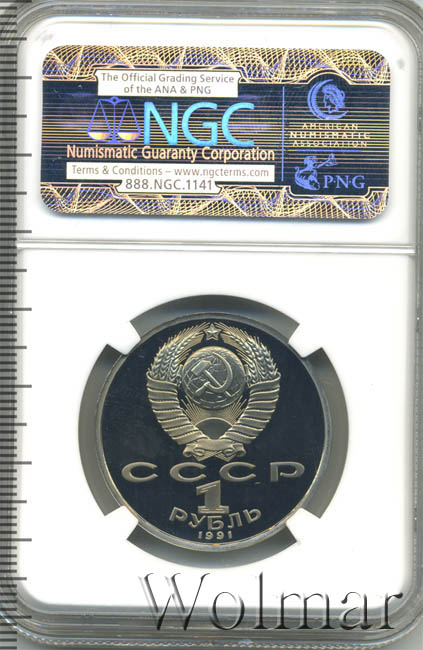 The Official Grading Service
of the ANA & PNG
NGC
Numismatic Guaranty Corporation
Terms & Conditions – www.ngcterms.com
888.NGC.1141
AMERICAN
NUMISMATIC
ASSOCIATION
PNG
СССР
1
РУБЛЬ
1991
Wolmar